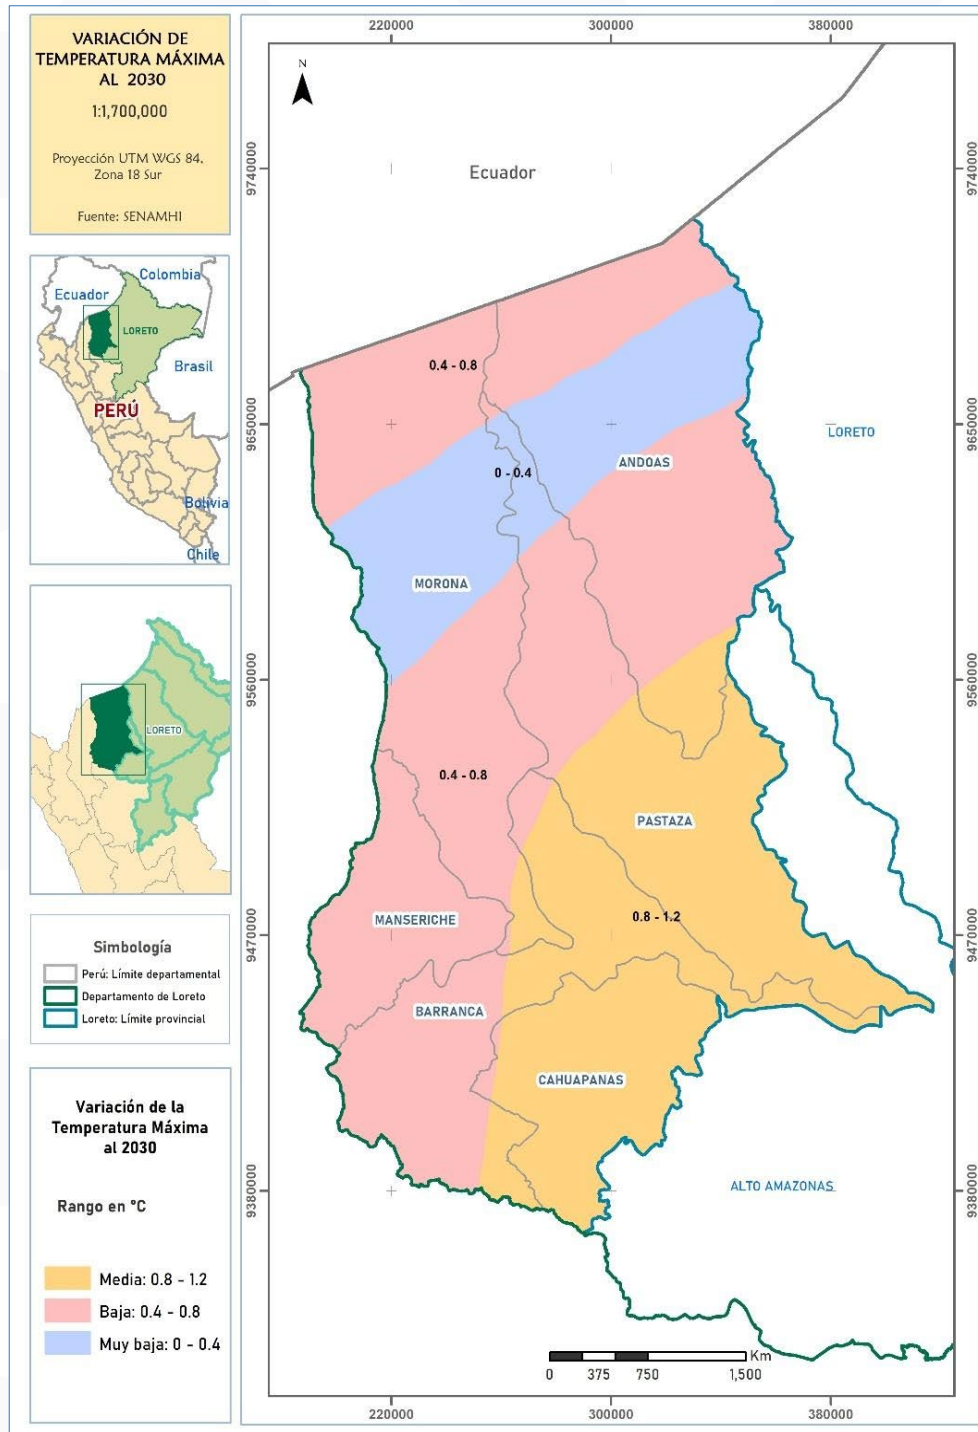 VARIACIÓN DE
TEMPERATURA MÁXIMA
AL 2030
1:1,700,000
Proyección UTM WGS 84.
Zona 18 Sur
Fuente: SENAMHI
Colombia
Ecuador
LORETO
Brasil
PERÚ
Bolivia
Chile
LORETO
Simbología
Perú: Límite departamental
Departamento de Loreto
Loreto: Límite provincial
Variación de la
Temperatura Máxima
al 2030
Rango en °C
Media: 0.8 - 1.2
Baja: 0.4 - 0.8
Muy baja: 0 - 0.4
220000 300000 380000
N
9740000 9740000
Ecuador
0.4 - 0.8
9650000 9650000
LORETO
ANDOAS
0 - 0.4
MORONA
9560000 9560000
0.4 - 0.8
PASTAZA
MANSERICHE
0.8 - 1.2
9470000 9470000
BARRANCA
CAHUAPANAS
ALTO AMAZONAS
9380000 9380000
Km
0 375 750 1,500
220000 300000 380000